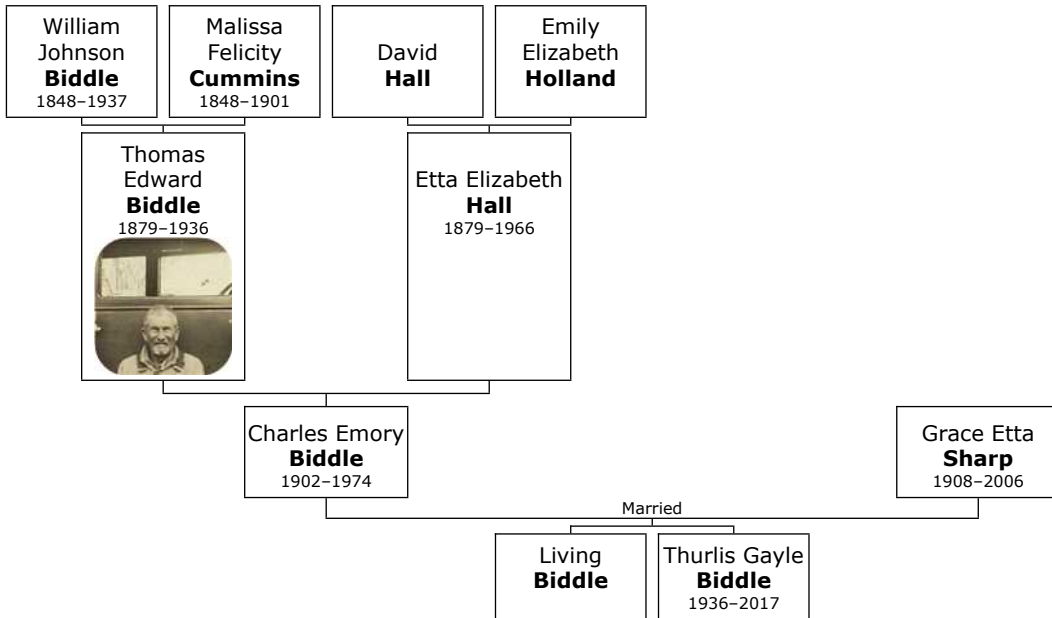 William
Johnson
Biddle
1848–1937
Malissa
Felicity
Cummins
1848–1901
David
Hall
Emily
Elizabeth
Holland
Thomas
Edward
Biddle
1879–1936
Etta Elizabeth
Hall
1879–1966
Charles Emory
Biddle
1902–1974
Grace Etta
Sharp
1908–2006
Married
Living
Biddle
Thurlis Gayle
Biddle
1936–2017